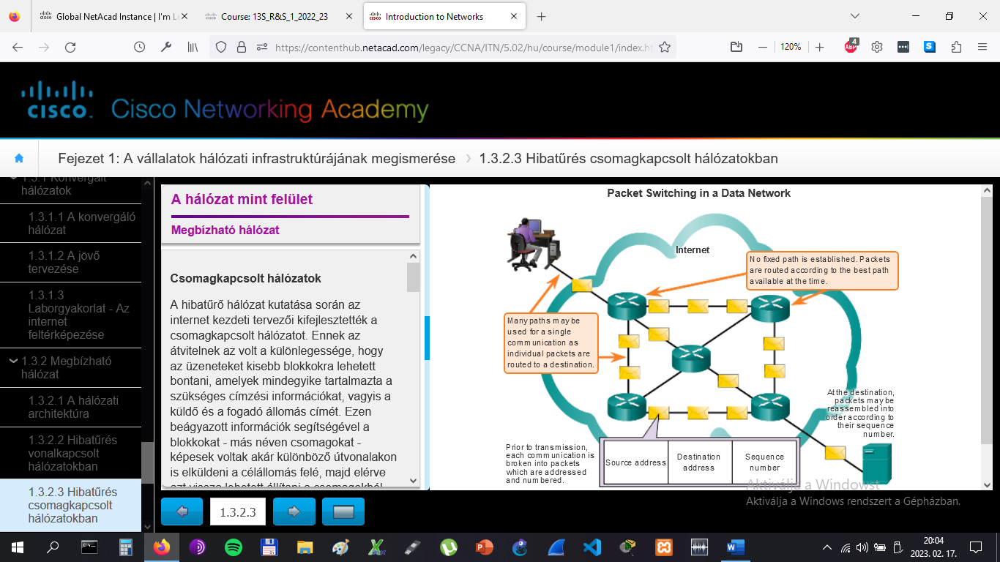 Global NetAcad Instance | I'm Le
Course: 13S_R&S_1_2022_23
Introduction to Networks
https://contenthub.netacad.com/legacy/CCNA/ITN/5.02/hu/course/module1/index.ht
120%
ABP
4
S
CISCO
Cisco Networking Academy
Fejezet 1: A vállalatok hálózati infrastruktúrájának megismerése
1.3.2.3 Hibatűrés csomagkapcsolt hálózatokban
1.3.1 Konvergált
hálózatok
1.3.1.1 A konvergáló
hálózat
1.3.1.2 A jövő
tervezése
1.3.1.3
Laborgyakorlat - Az
internet
feltérképezése
1.3.2 Megbízható
hálózat
1.3.2.1 A hálózati
architektúra
1.3.2.2 Hibatűrés
vonalkapcsolt
hálózatokban
1.3.2.3 Hibatűrés
csomagkapcsolt
hálózatokban
A hálózat mint felület
Megbízható hálózat
Csomagkapcsolt hálózatok
A hibatűrő hálózat kutatása során az
internet kezdeti tervezői kifejlesztették a
csomagkapcsolt hálózatot. Ennek az
átvitelnek az volt a különlegessége, hogy
az üzeneteket kisebb blokkokra lehetett
bontani, amelyek mindegyike tartalmazta a
szükséges címzési információkat, vagyis a
küldő és a fogadó állomás címét. Ezen
beágyazott információk segítségével a
blokkokat - más néven csomagokat -
képesek voltak akár különböző útvonalakon
is elküldeni a célállomás felé, majd elérve
azt vissza lehetett állítani a csomagokból
1.3.2.3
Packet Switching in a Data Network
Internet
No fixed path is established. Packets
are routed according to the best path
available at the time.
Many paths may be
used for a single
communication as
individual packets are
routed to a destination.
At the destination,
packets may be
reassembled into
order according to
their sequence
number.
Prior to transmission,
each communication is
broken into packets
which are addressed
and numbered.
Source address
Destination
address
Sequence
number
Aktiválja a Windowst
Aktiválja a Windows rendszert a Gépházban.
20:04
2023. 02. 17.